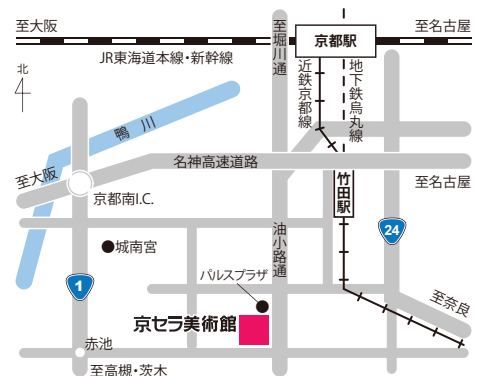 至大阪
至堀川通
京都駅
至名古屋
JR東海道本線・新幹線
北
近鉄京都線
地下鉄烏丸線
鴨川
名神高速道路
至大阪
竹田駅
至名古屋
京都南I.C.
油小路通
24
城南宮
1
パルスプラザ
至奈良
京セラ美術館
赤池
至高槻・茨木